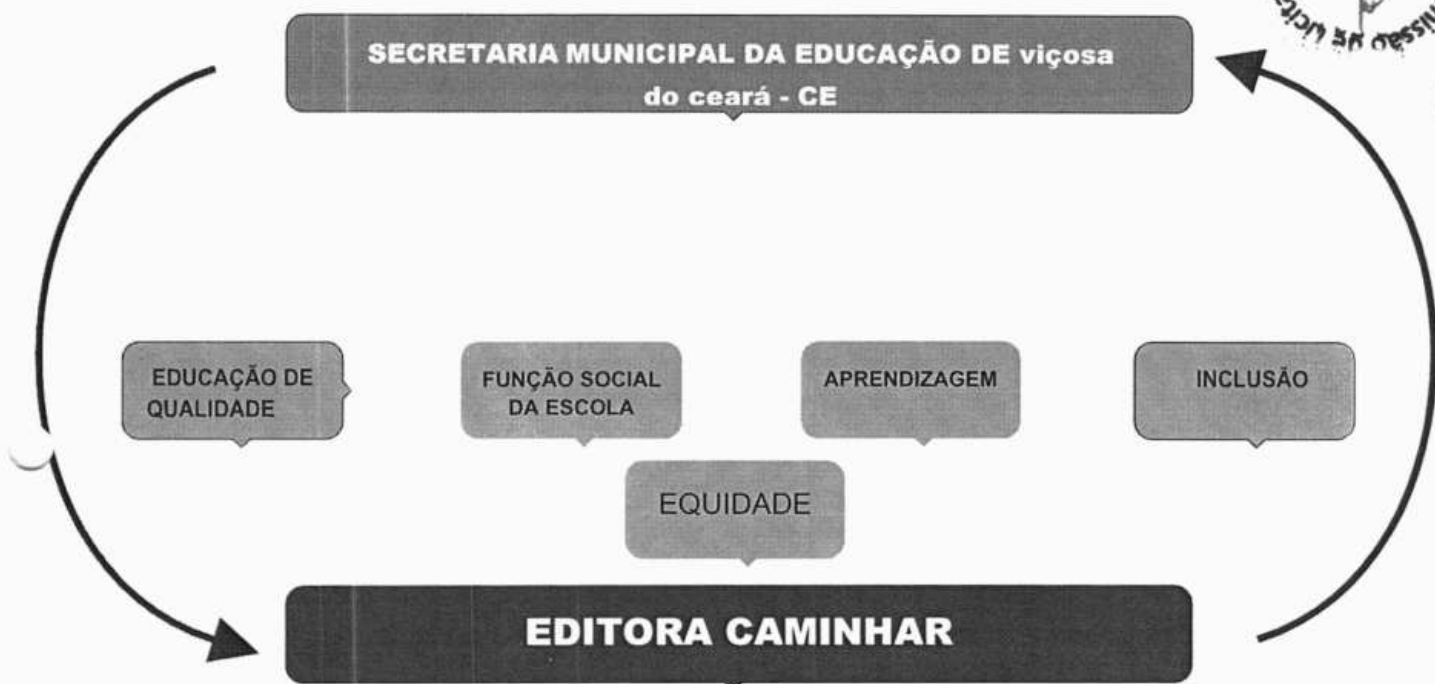 SECRETARIA MUNICIPAL DA EDUCAÇÃO DE viçosa
do ceará - CE
EDUCAÇÃO DE
QUALIDADE
FUNÇÃO SOCIAL
DA ESCOLA
APRENDIZAGEM
INCLUSÃO
EQUIDADE
EDITORA CAMINHAR